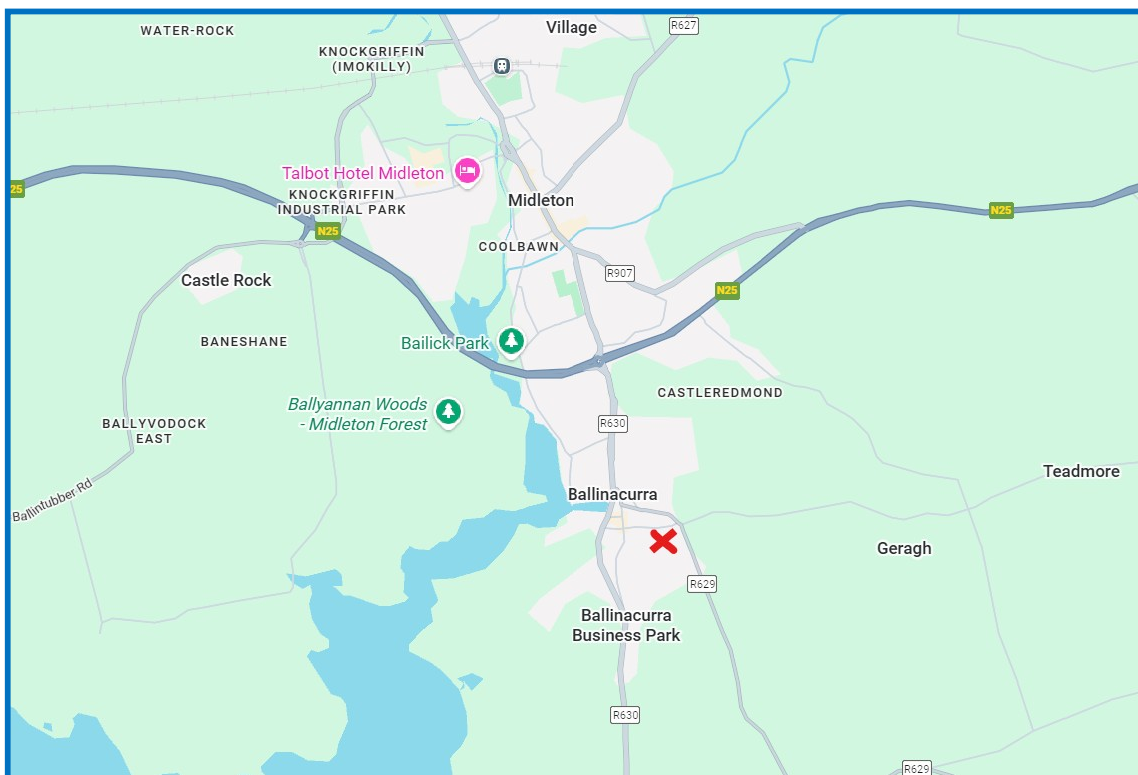 Village
R627
WATER-ROCK
KNOCKGRIFFIN
(IMOKILLY)
Talbot Hotel Midleton
25
KNOCKGRIFFIN
INDUSTRIAL PARK
Midleton
N25
N25
COOLBAWN
R907
Castle Rock
N25
BANESHANE
Bailick Park
CASTLEREDMOND
Ballyannan Woods
- Midleton Forest
BALLYVODOCK
EAST
R630
Teadmore
Ballintubber Rd
Ballinacurra
Geragh
R629
Ballinacurra
Business Park
R630
R629